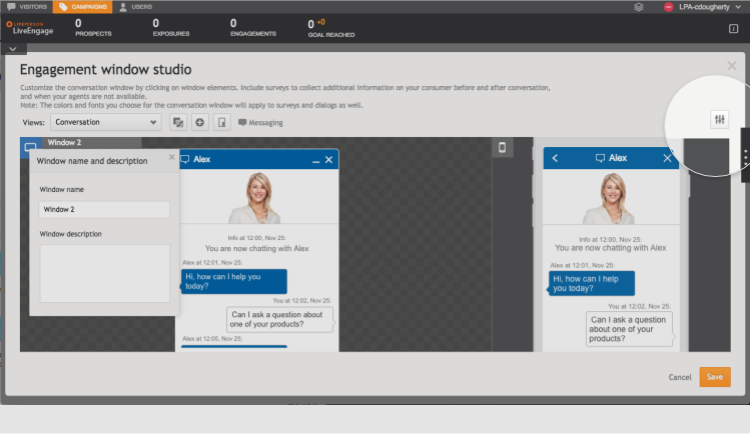 VISITORS
CAMPAIGNS
USERS
LPA-cdougherty
LIVEPERSON
LiveEngage
0
PROSPECTS
0
EXPOSURES
0
ENGAGEMENTS
0 +0
GOAL REACHED
Engagement window studio
Customize the conversation window by clicking on window elements. Include surveys to collect additional information on your consumer before and after conversation,
and when your agents are not available.
Note: The colors and fonts you choose for the conversation window will apply to surveys and dialogs as well.
Views:
Conversation
Messaging
Window 2
Window name and description
Window name
Window 2
Window description
Alex
Info at 12:00, Nov 25:
You are now chatting with Alex
Alex at 12:01, Nov 25:
Hi, how can I help you
today?
You at 12:02, Nov 25:
Can I ask a question about
one of your products?
Alex at 12:05, Nov 25:
Alex
Info at 12:00, Nov 25:
You are now chatting with Alex
Alex at 12:01, Nov 25:
Hi, how can I help
you today?
You at 12:02, Nov 25:
Can I ask a question
about one of your
products?
Cancel
Save